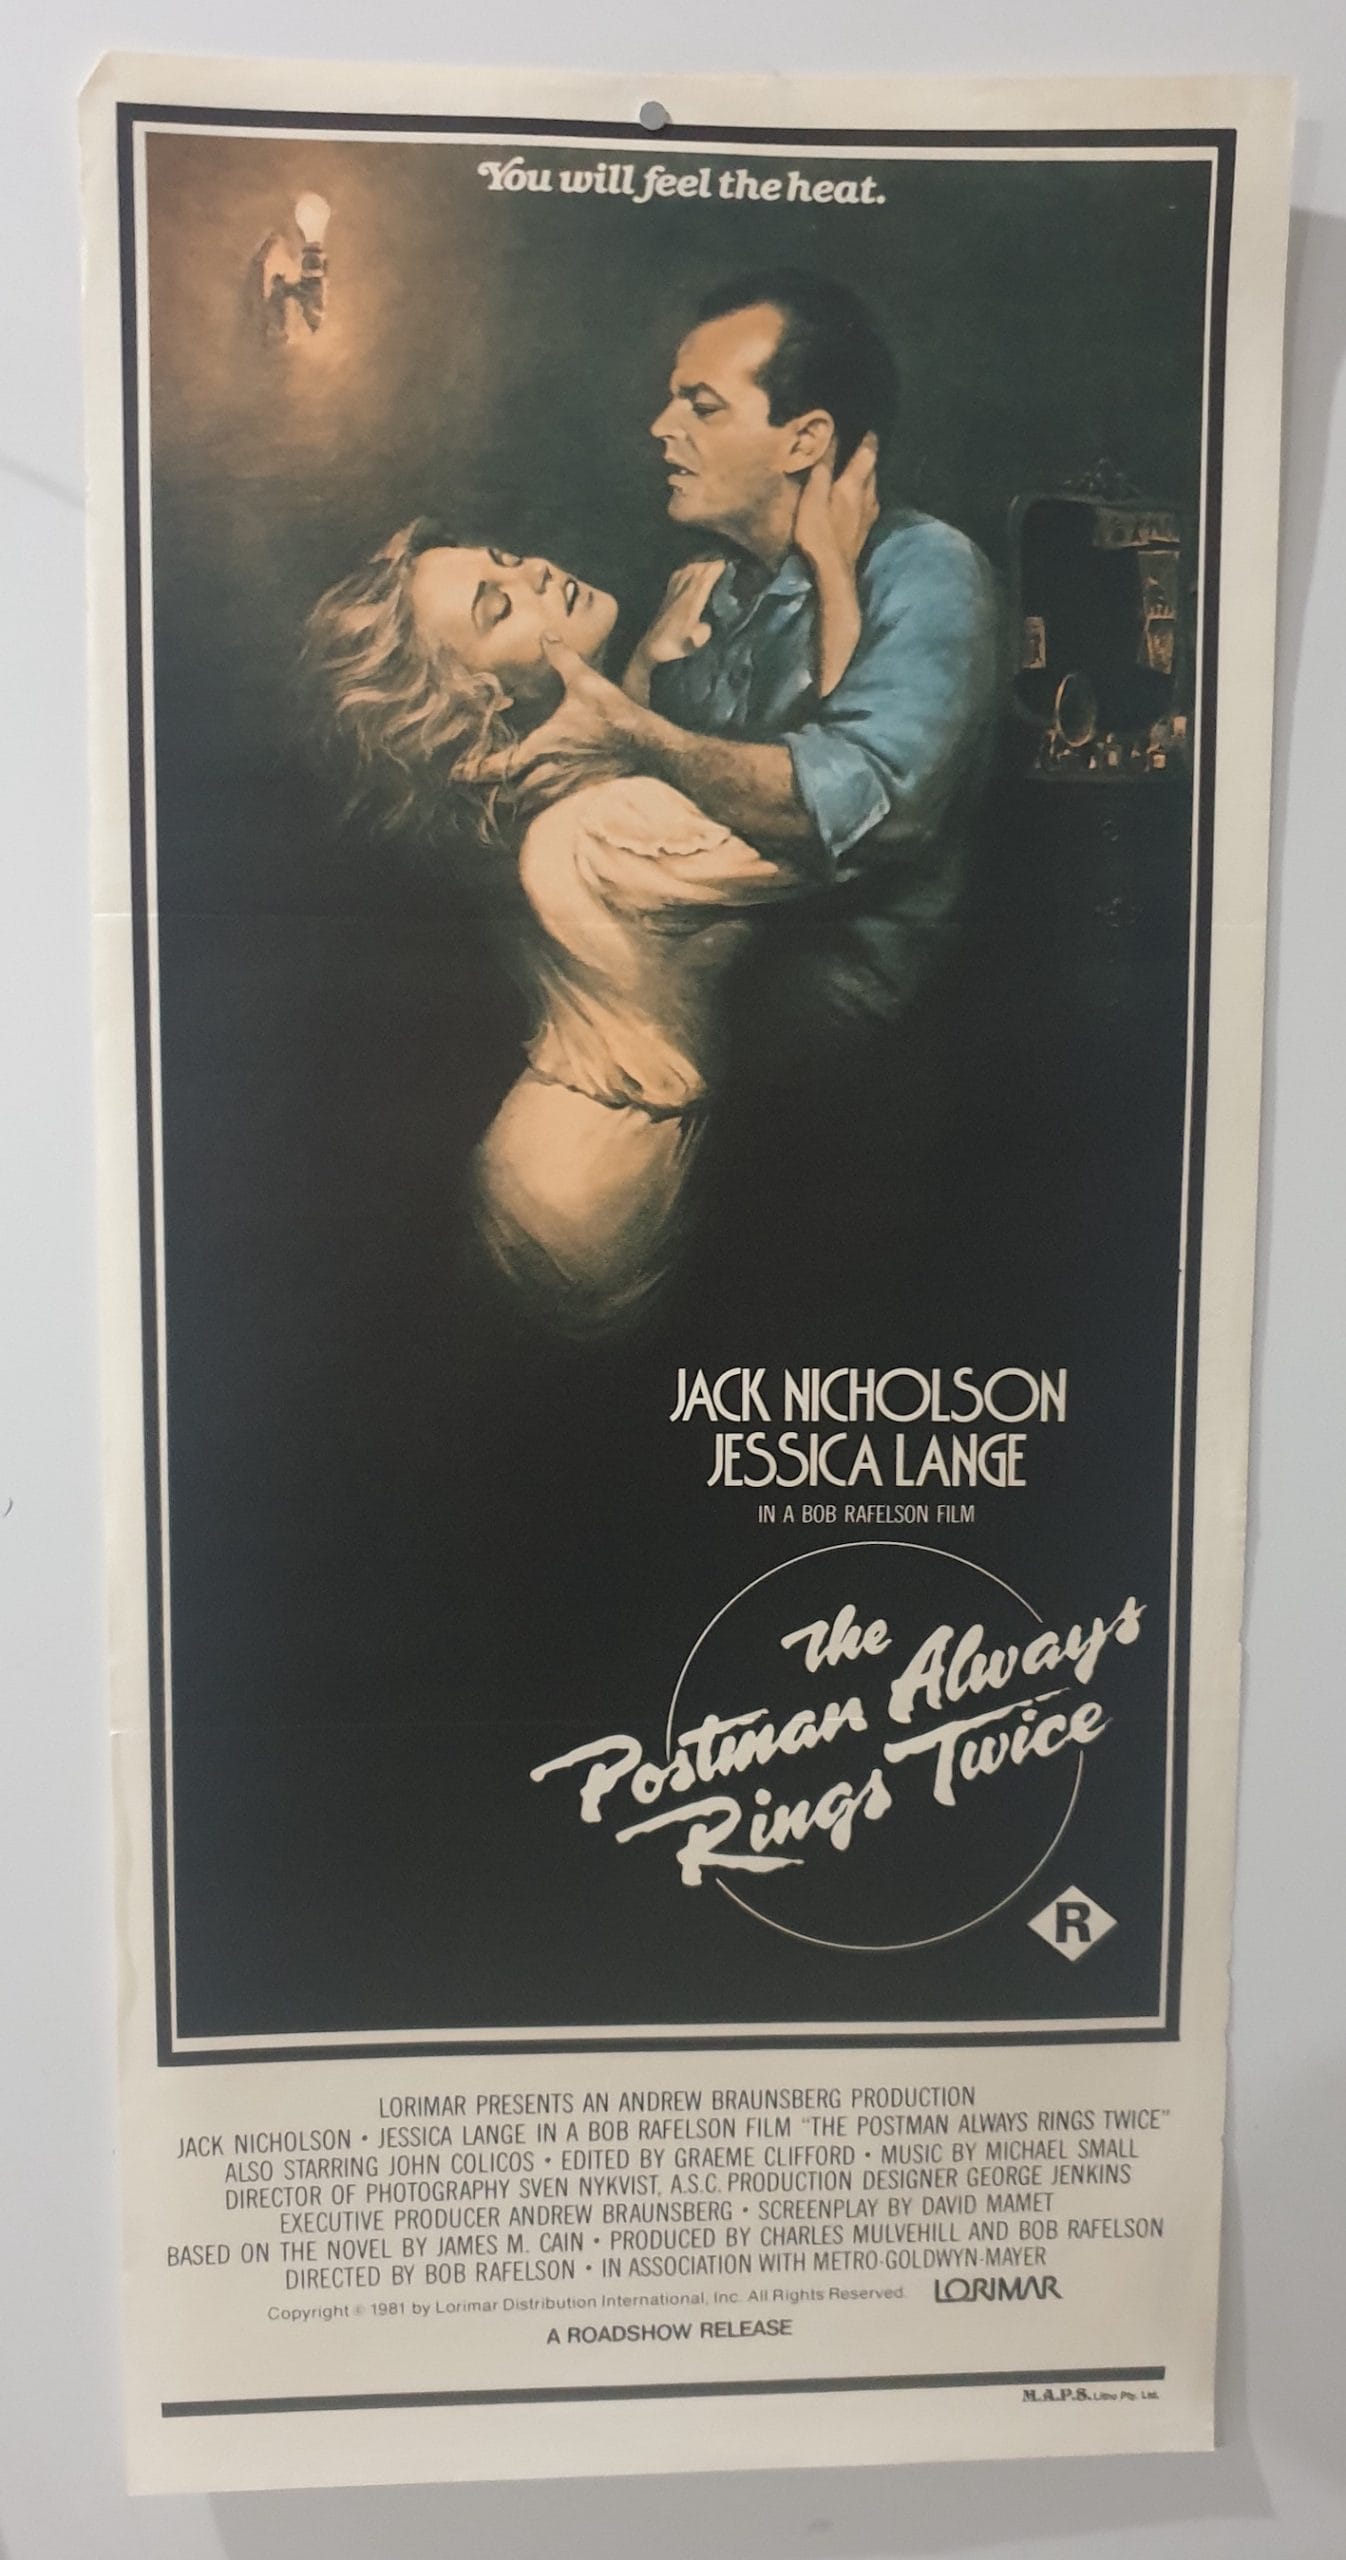 You will feel the heat.
JACK NICHOLSON
JESSICA LANGE
IN A BOB RAFELSON FILM
The
Postman Always
Rings Twice
R
LORIMAR PRESENTS AN ANDREW BRAUNSBERG PRODUCTION
JACK NICHOLSON • JESSICA LANGE IN A BOB RAFELSON FILM “THE POSTMAN ALWAYS RINGS TWICE”
ALSO STARRING JOHN COLICOS • EDITED BY GRAEME CLIFFORD • MUSIC BY MICHAEL SMALL
DIRECTOR OF PHOTOGRAPHY SVEN NYKVIST, A.S.C. PRODUCTION DESIGNER GEORGE JENKINS
EXECUTIVE PRODUCER ANDREW BRAUNSBERG • SCREENPLAY BY DAVID MAMET
BASED ON THE NOVEL BY JAMES M. CAIN • PRODUCED BY CHARLES MULVEHILL AND BOB RAFELSON
DIRECTED BY BOB RAFELSON • IN ASSOCIATION WITH METRO-GOLDWYN-MAYER
Copyright © 1981 by Lorimar Distribution International, Inc. All Rights Reserved. LORIMAR
A ROADSHOW RELEASE
M.A.P.S. Litho Pty. Ltd.